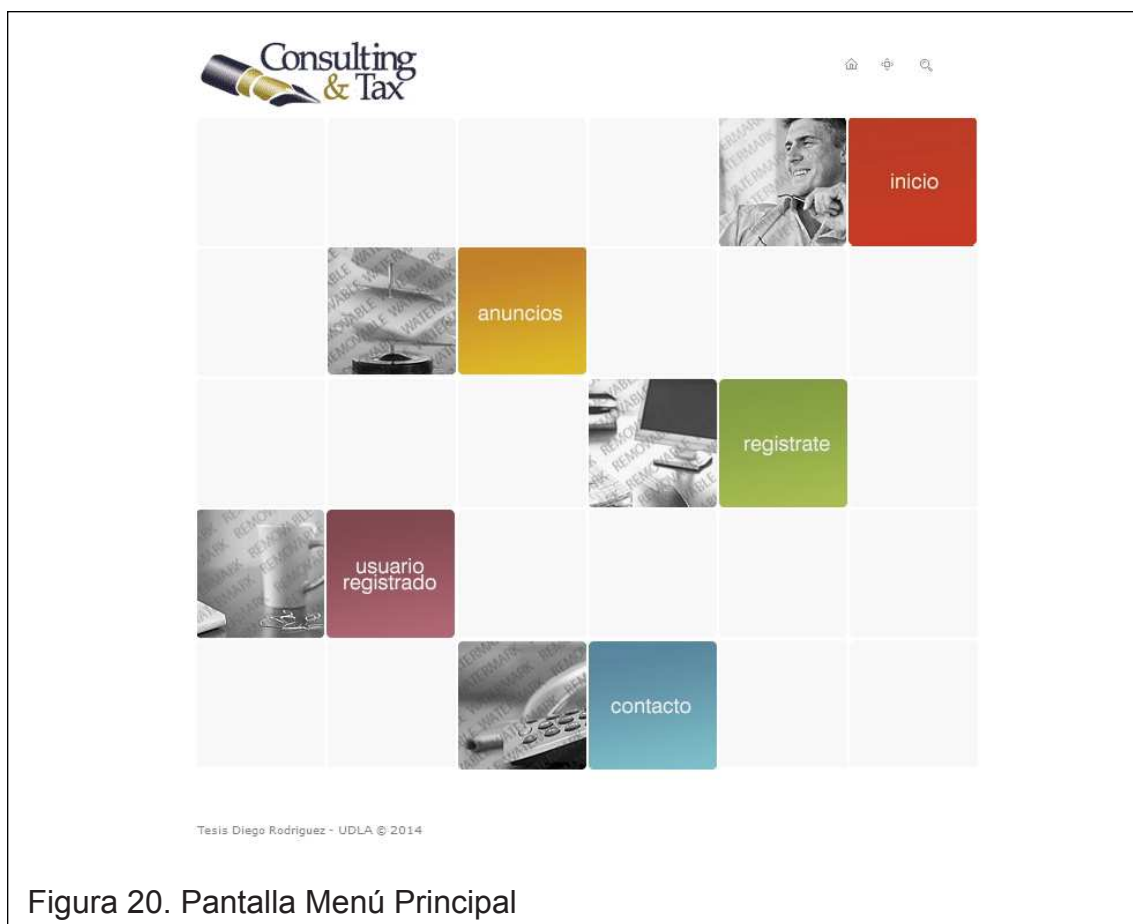 Consulting
& Tax
inicio
anuncios
registrate
usuario
registrado
contacto
Tesis Diego Rodriguez - UDLA © 2014
Figura 20. Pantalla Menú Principal